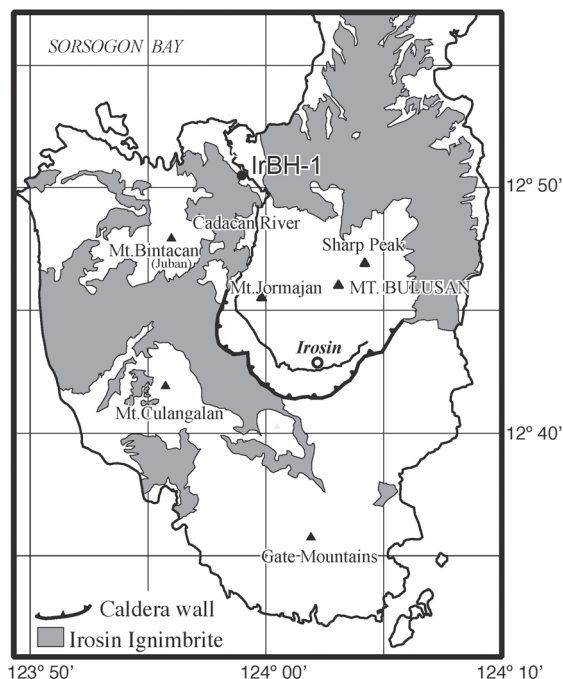 SORSOGON BAY
IrBH-1
12° 50'
Cadacan River
Sharp Peak
Mt.Bintacan
(Juban)
Mt.Jormajan
MT. BULUSAN
Irosin
Mt.Culangalan
12° 40'
Gate Mountains
Caldera wall
Irosin Ignimbrite
123° 50' 124° 00' 124° 10'